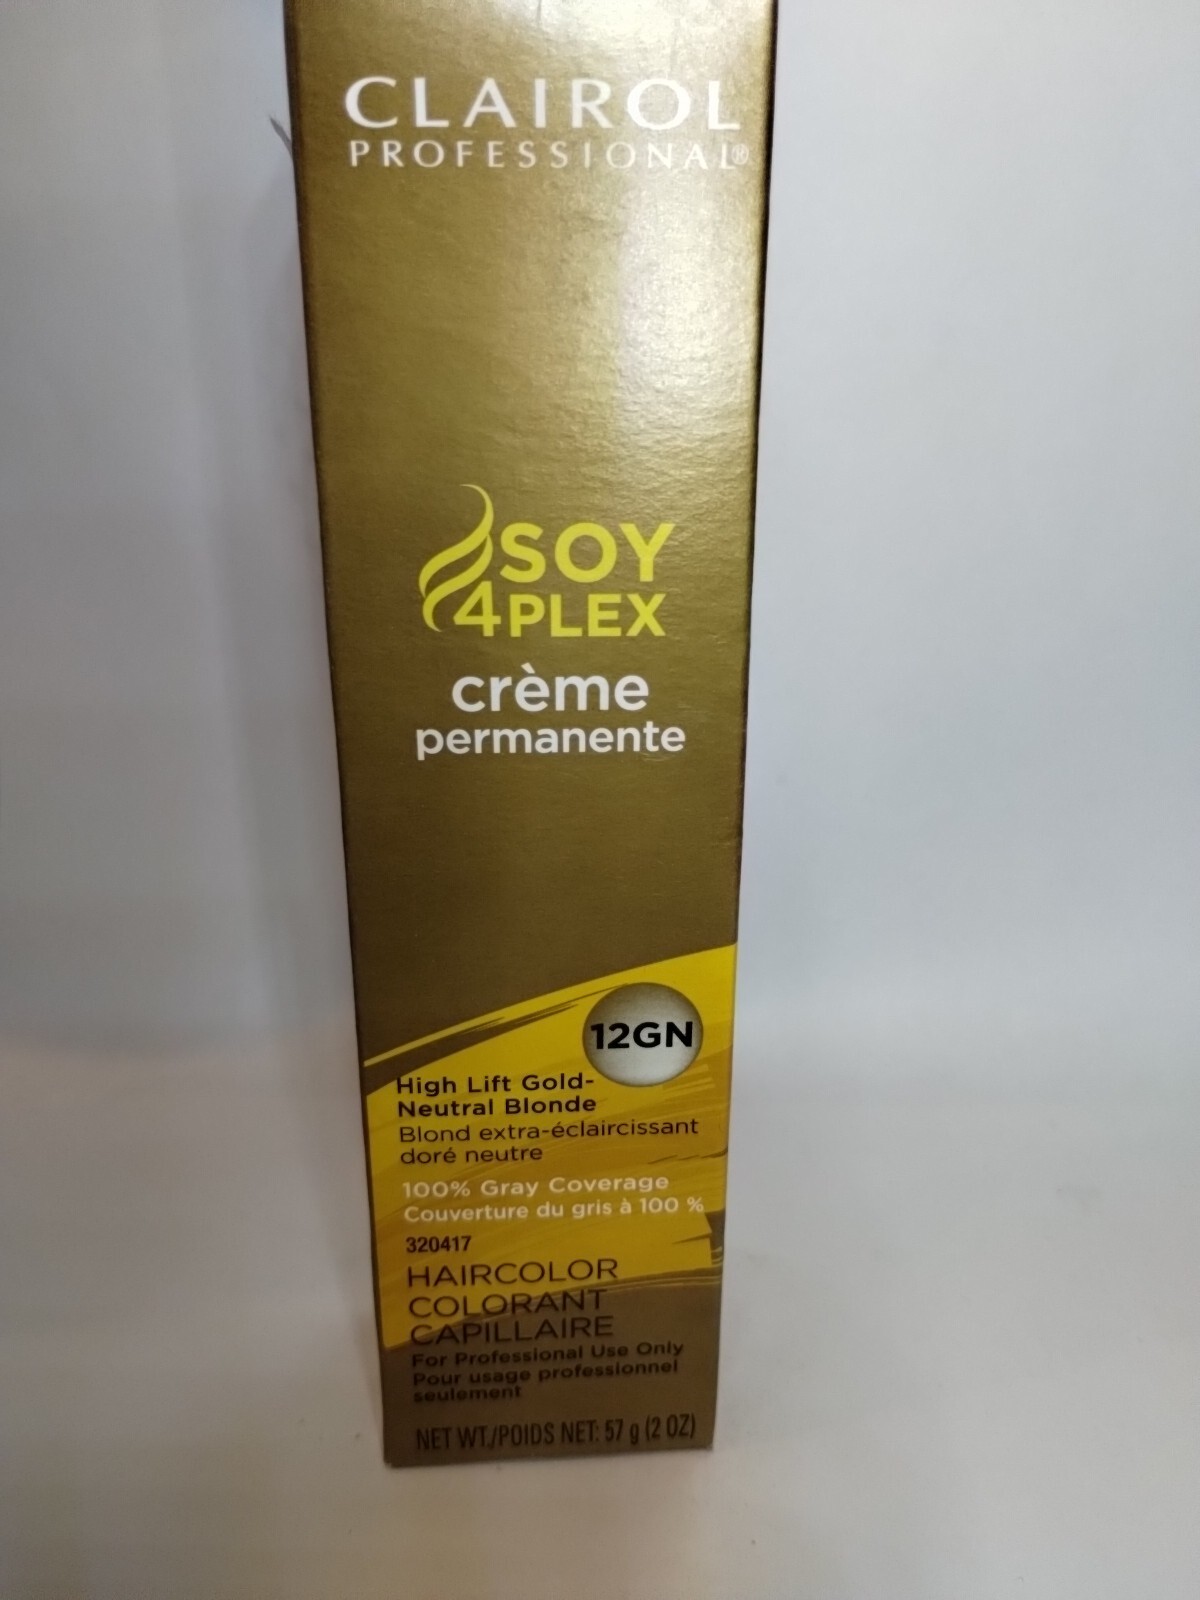 CLAIROL
PROFESSIONAL®
SOY
4PLEX
crème
permanente
12GN
High Lift Gold-
Neutral Blonde
Blond extra-éclaircissant
doré neutre
100% Gray Coverage
Couverture du gris à 100 %
320417
HAIRCOLOR
COLORANT
CAPILLAIRE
For Professional Use Only
Pour usage professionnel
seulement
NET WT./POIDS NET: 57 g (2 OZ)